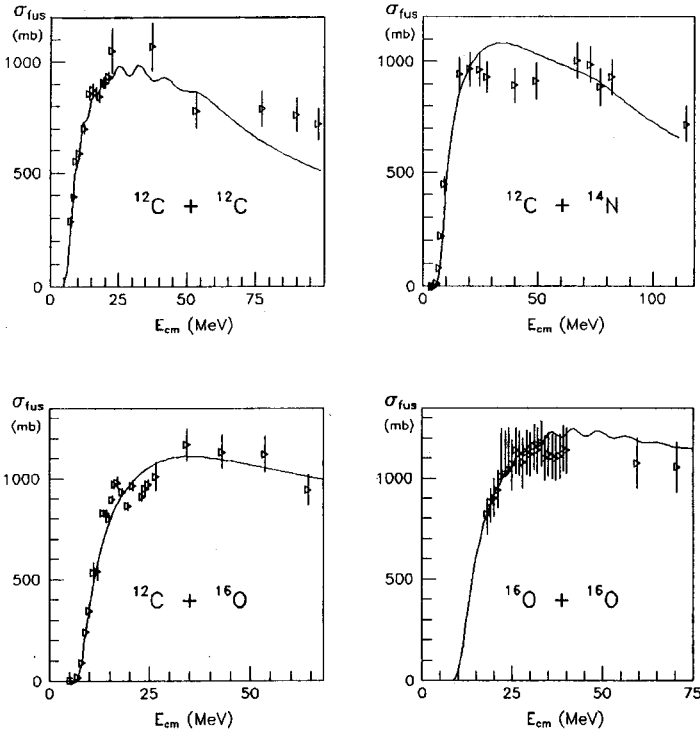 σfus
(mb)
1000
500
0
0 25 50 75
¹²C + ¹²C
Ecm (MeV)
σfus
(mb)
1000
500
0
0 50 100
¹²C + ¹⁴N
Ecm (MeV)
σfus
(mb)
1000
500
0
0 25 50
¹²C + ¹⁶O
Ecm (MeV)
σfus
(mb)
1000
500
0
0 25 50 75
¹⁶O + ¹⁶O
Ecm (MeV)